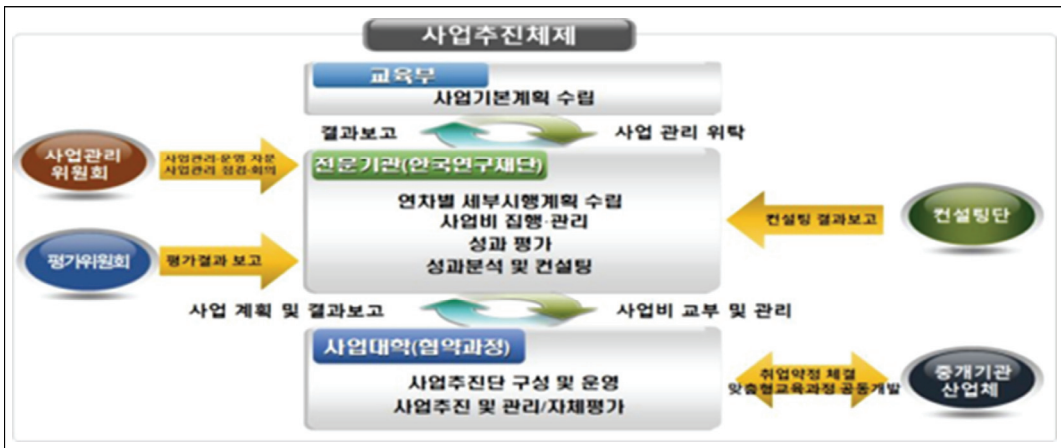 사업추진체제
교육부
사업기본계획 수립
결과보고
사업 관리 위탁
사업관리
위원회
사업관리·운영 자문
사업관리 점검·회의
전문기관(한국연구재단)
연차별 세부시행계획 수립
사업비 집행·관리
성과 평가
성과분석 및 컨설팅
컨설팅 결과보고
컨설팅단
평가위원회
평가결과 보고
사업 계획 및 결과보고
사업비 교부 및 관리
사업대학(협약과정)
사업추진단 구성 및 운영
사업추진 및 관리/자체평가
취업약정 체결
맞춤형교육과정 공동개발
중개기관
산업체